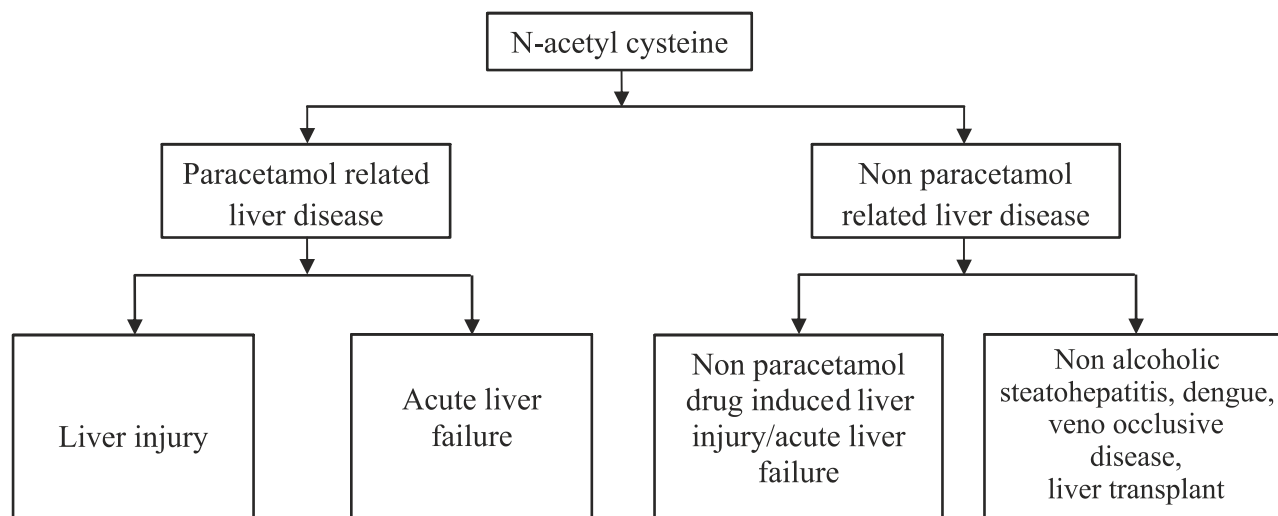 N-acetyl cysteine
Paracetamol related
liver disease
Non paracetamol
related liver disease
Liver injury
Acute liver
failure
Non paracetamol
drug induced liver
injury/acute liver
failure
Non alcoholic
steatohepatitis, dengue,
veno occlusive
disease,
liver transplant